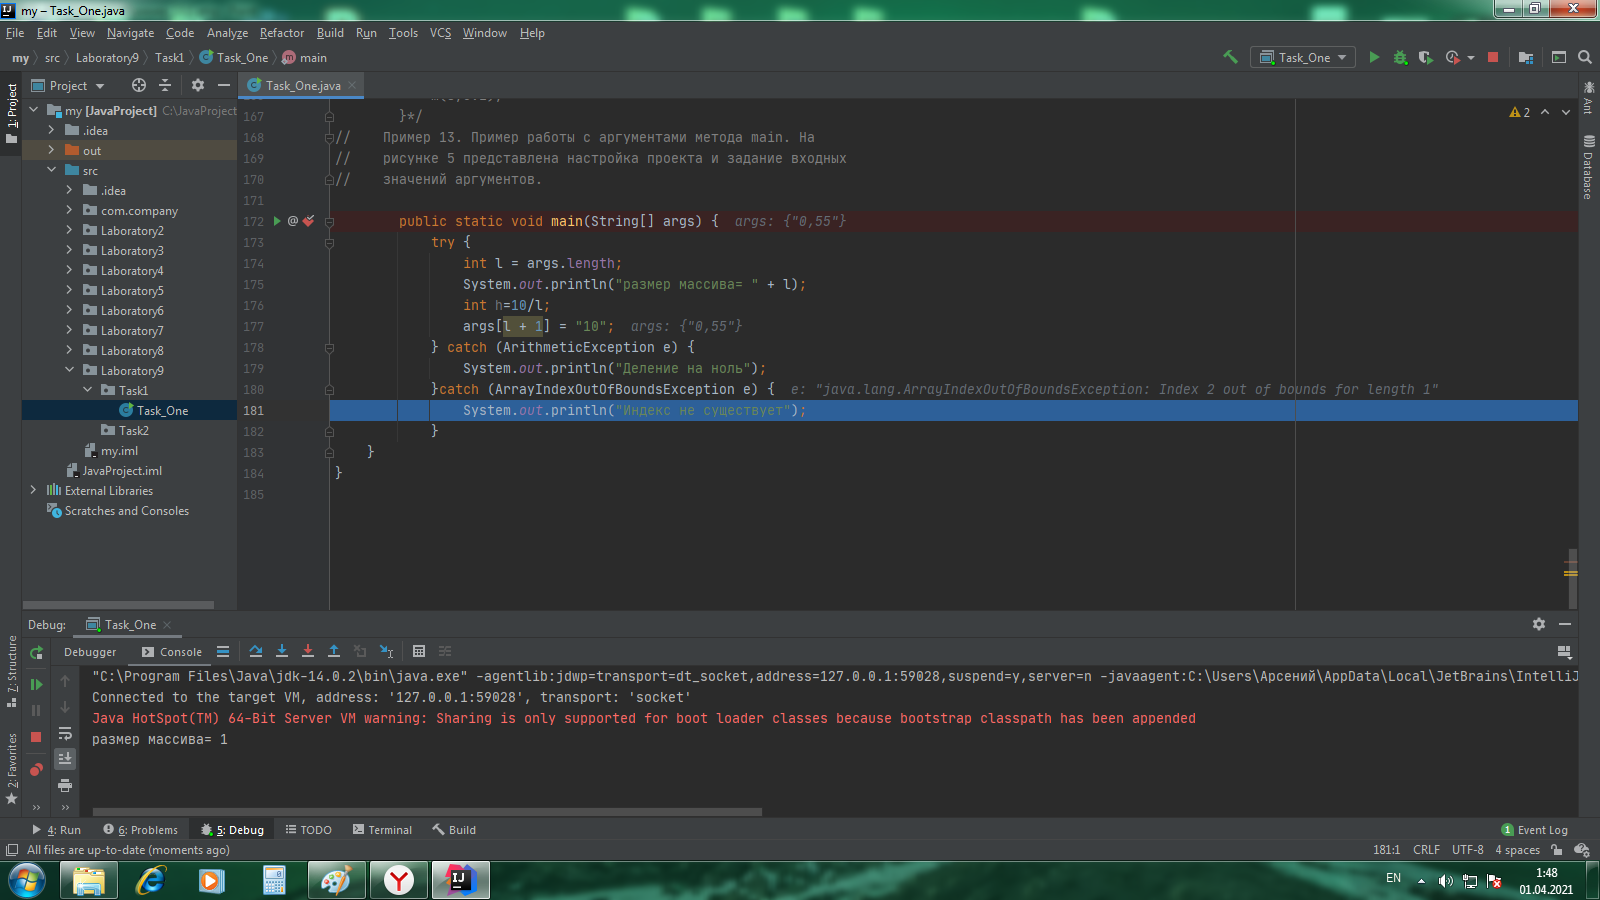 my – Task_One.java
File Edit View Navigate Code Analyze Refactor Build Run Tools VCS Window Help
my src Laboratory9 Task1 Task_One main
Task_One
Project
Task_One.java
1: Project
my [JavaProject] C:\JavaProject
.idea
out
src
.idea
com.company
Laboratory2
Laboratory3
Laboratory4
Laboratory5
Laboratory6
Laboratory7
Laboratory8
Laboratory9
Task1
Task_One
Task2
my.iml
JavaProject.iml
External Libraries
Scratches and Consoles
2
Ant
Database
167 }*/
168 // Пример 13. Пример работы с аргументами метода main. На
169 // рисунке 5 представлена настройка проекта и задание входных
170 // значений аргументов.
171
172 @ public static void main(String[] args) { args: {"0,55"}
173 try {
174 int l = args.length;
175 System.out.println("размер массива= " + l);
176 int h=10/l;
177 args[l + 1] = "10"; args: {"0,55"}
178 } catch (ArithmeticException e) {
179 System.out.println("Деление на ноль");
180 }catch (ArrayIndexOutOfBoundsException e) { e: "java.lang.ArrayIndexOutOfBoundsException: Index 2 out of bounds for length 1"
181 System.out.println("Индекс не существует");
182 }
183 }
184 }
185
Debug: Task_One
Debugger Console
7: Structure
2: Favorites
"C:\Program Files\Java\jdk-14.0.2\bin\java.exe" -agentlib:jdwp=transport=dt_socket,address=127.0.0.1:59028,suspend=y,server=n -javaagent:C:\Users\Арсений\AppData\Local\JetBrains\IntelliJ
Connected to the target VM, address: '127.0.0.1:59028', transport: 'socket'
Java HotSpot(TM) 64-Bit Server VM warning: Sharing is only supported for boot loader classes because bootstrap classpath has been appended
размер массива= 1
4: Run 6: Problems 5: Debug TODO Terminal Build 1 Event Log
All files are up-to-date (moments ago) 181:1 CRLF UTF-8 4 spaces
EN 1:48
01.04.2021